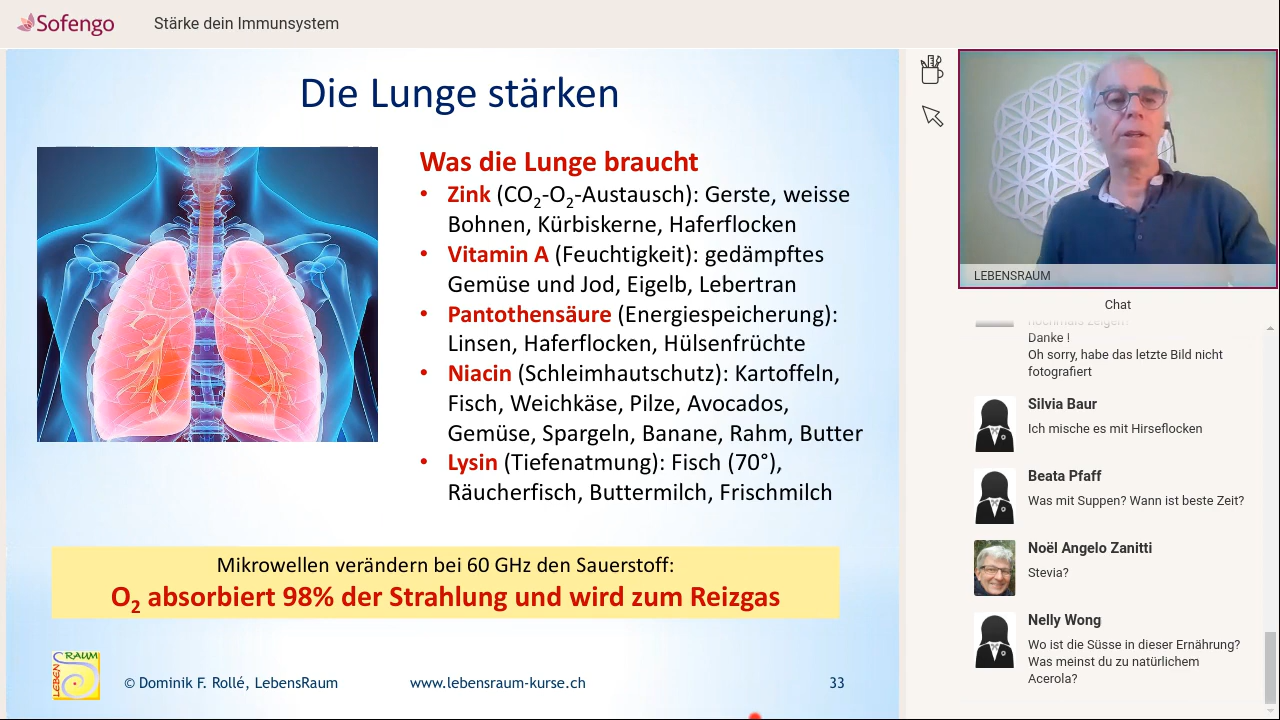 Sofengo
Stärke dein Immunsystem
Die Lunge stärken
Was die Lunge braucht
• Zink (CO2-O2-Austausch): Gerste, weisse
Bohnen, Kürbiskerne, Haferflocken
• Vitamin A (Feuchtigkeit): gedämpftes
Gemüse und Jod, Eigelb, Lebertran
• Pantothensäure (Energiespeicherung):
Linsen, Haferflocken, Hülsenfrüchte
• Niacin (Schleimhautschutz): Kartoffeln,
Fisch, Weichkäse, Pilze, Avocados,
Gemüse, Spargeln, Banane, Rahm, Butter
• Lysin (Tiefenatmung): Fisch (70°),
Räucherfisch, Buttermilch, Frischmilch
Mikrowellen verändern bei 60 GHz den Sauerstoff:
O2 absorbiert 98% der Strahlung und wird zum Reizgas
LEBENSRAUM
© Dominik F. Rollé, LebensRaum
www.lebensraum-kurse.ch
33
LEBENSRAUM
Chat
nochmals zeigen?
Danke !
Oh sorry, habe das letzte Bild nicht
fotografiert
Silvia Baur
Ich mische es mit Hirseflocken
Beata Pfaff
Was mit Suppen? Wann ist beste Zeit?
Noël Angelo Zanitti
Stevia?
Nelly Wong
Wo ist die Süsse in dieser Ernährung?
Was meinst du zu natürlichem
Acerola?